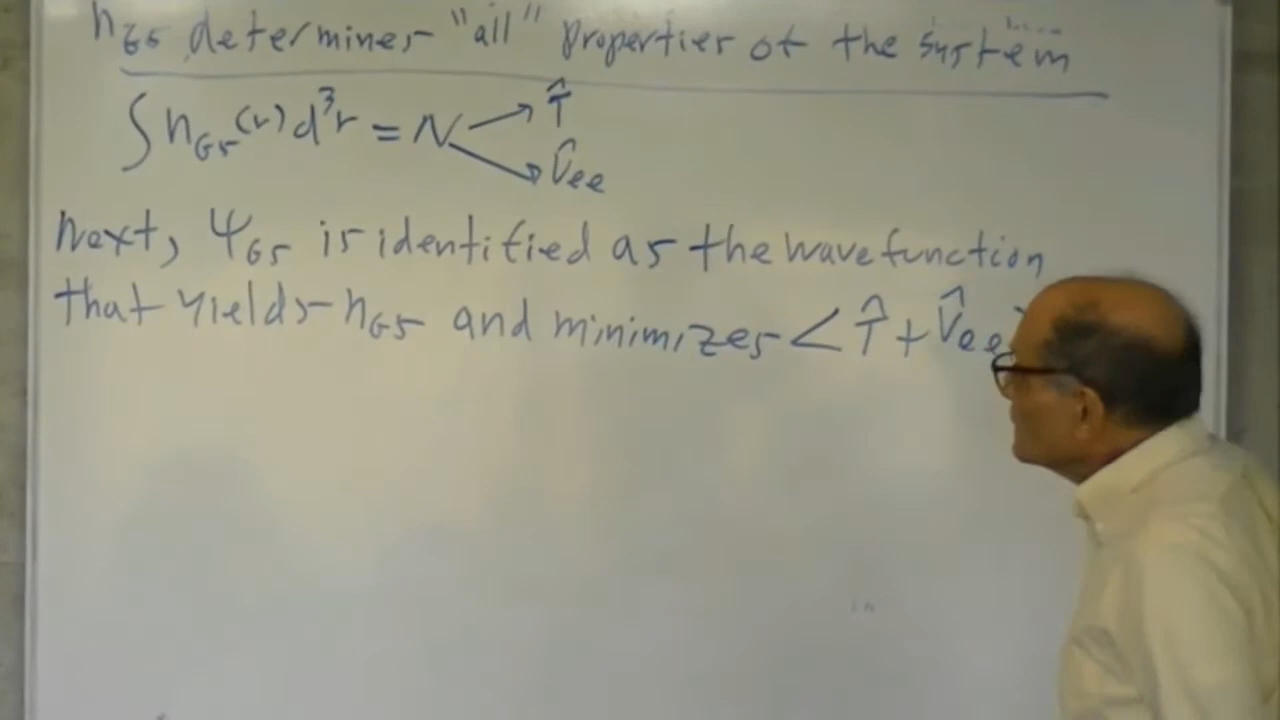 n_GS determines "all" properties of the system
∫ n_GS(r) d³r = N → T̂
→ V̂ee
Next, Ψ_GS is identified as the wavefunction
that yields n_GS and minimizes < T̂ + V̂ee